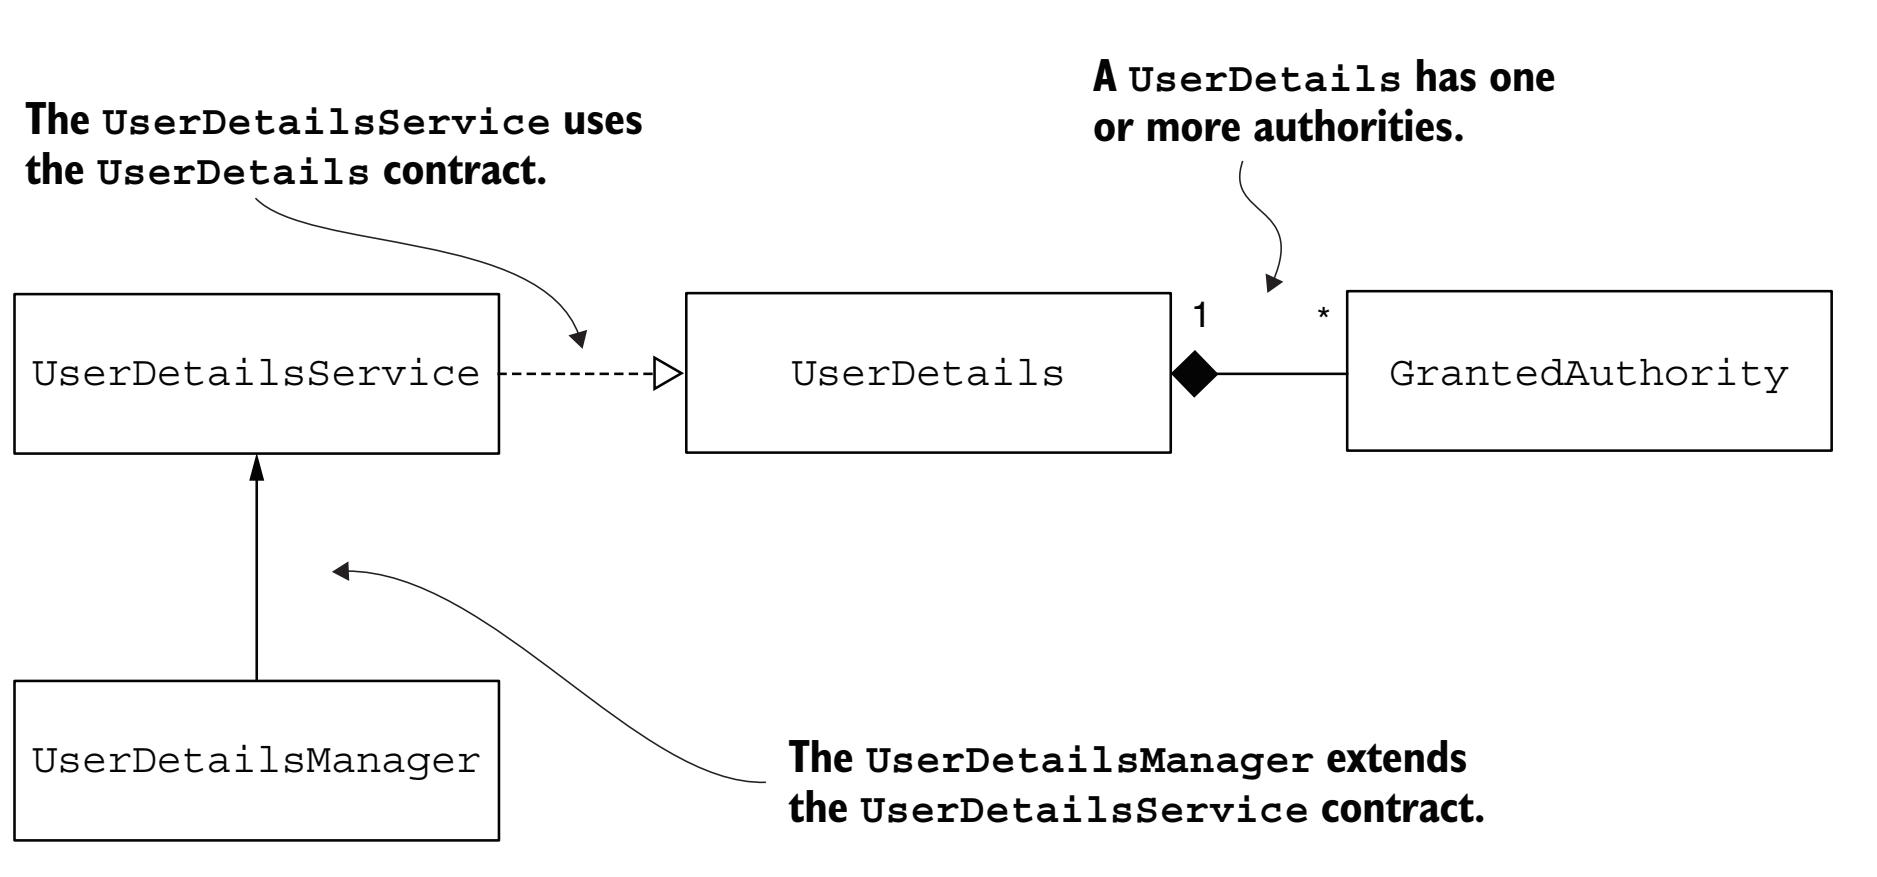 A UserDetails has one
or more authorities.
The UserDetailsService uses
the UserDetails contract.
1
*
UserDetailsService
UserDetails
GrantedAuthority
UserDetailsManager
The UserDetailsManager extends
the UserDetailsService contract.